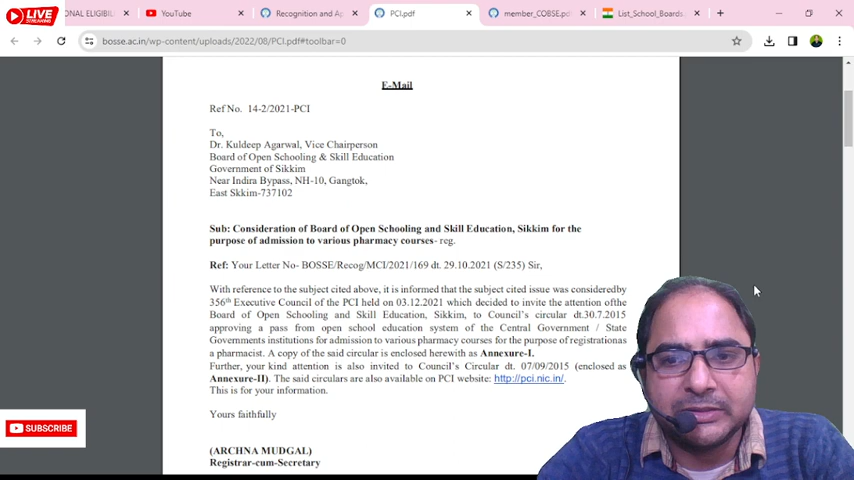 LIVE
STREAMING
ONAL ELIGIBILI
YouTube
Recognition and Ap
PCI.pdf
member_COBSE.pd
List_School_Boards
bosse.ac.in/wp-content/uploads/2022/08/PCI.pdf#toolbar=0
E-Mail
Ref No. 14-2/2021-PCI
To,
Dr. Kuldeep Agarwal, Vice Chairperson
Board of Open Schooling & Skill Education
Government of Sikkim
Near Indira Bypass, NH-10, Gangtok,
East Skkim-737102
Sub: Consideration of Board of Open Schooling and Skill Education, Sikkim for the
purpose of admission to various pharmacy courses- reg.
Ref: Your Letter No- BOSSE/Recog/MCI/2021/169 dt. 29.10.2021 (S/235) Sir,
With reference to the subject cited above, it is informed that the subject cited issue was consideredby
356th Executive Council of the PCI held on 03.12.2021 which decided to invite the attention ofthe
Board of Open Schooling and Skill Education, Sikkim, to Council's circular dt.30.7.2015
approving a pass from open school education system of the Central Government / State
Governments institutions for admission to various pharmacy courses for the purpose of registrationas
a pharmacist. A copy of the said circular is enclosed herewith as Annexure-I.
Further, your kind attention is also invited to Council's Circular dt. 07/09/2015 (enclosed as
Annexure-II). The said circulars are also available on PCI website: http://pci.nic.in/.
This is for your information.
Yours faithfully
SUBSCRIBE
(ARCHNA MUDGAL)
Registrar-cum-Secretary